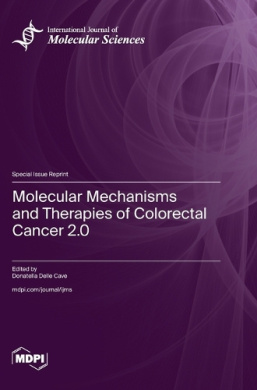 International Journal of
Molecular Sciences
Special Issue Reprint
Molecular Mechanisms
and Therapies of Colorectal
Cancer 2.0
Edited by
Donatella Delle Cave
mdpi.com/journal/ijms
MDPI